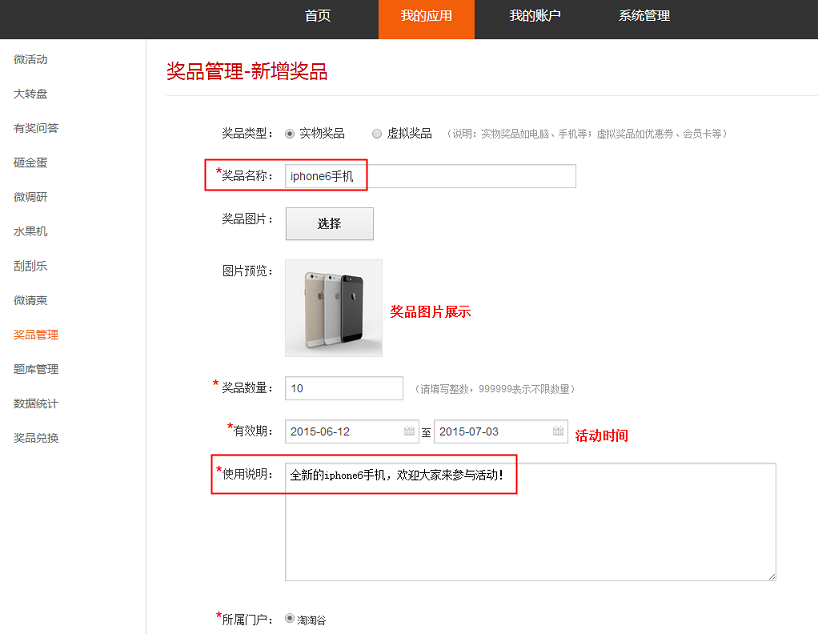 首页 我的应用 我的账户 系统管理
微活动
大转盘
有奖问答
砸金蛋
微调研
水果机
刮刮乐
微请柬
奖品管理
题库管理
数据统计
奖品兑换
奖品管理-新增奖品
奖品类型： 实物奖品 虚拟奖品 （说明：实物奖品如电脑、手机等；虚拟奖品如优惠券、会员卡等）
*奖品名称： iphone6手机
奖品图片： 选择
图片预览：
奖品图片展示
* 奖品数量： 10 （请填写整数，999999表示不限数量）
*有效期： 2015-06-12 至 2015-07-03 活动时间
*使用说明： 全新的iphone6手机，欢迎大家来参与活动！
*所属门户： 淘淘谷